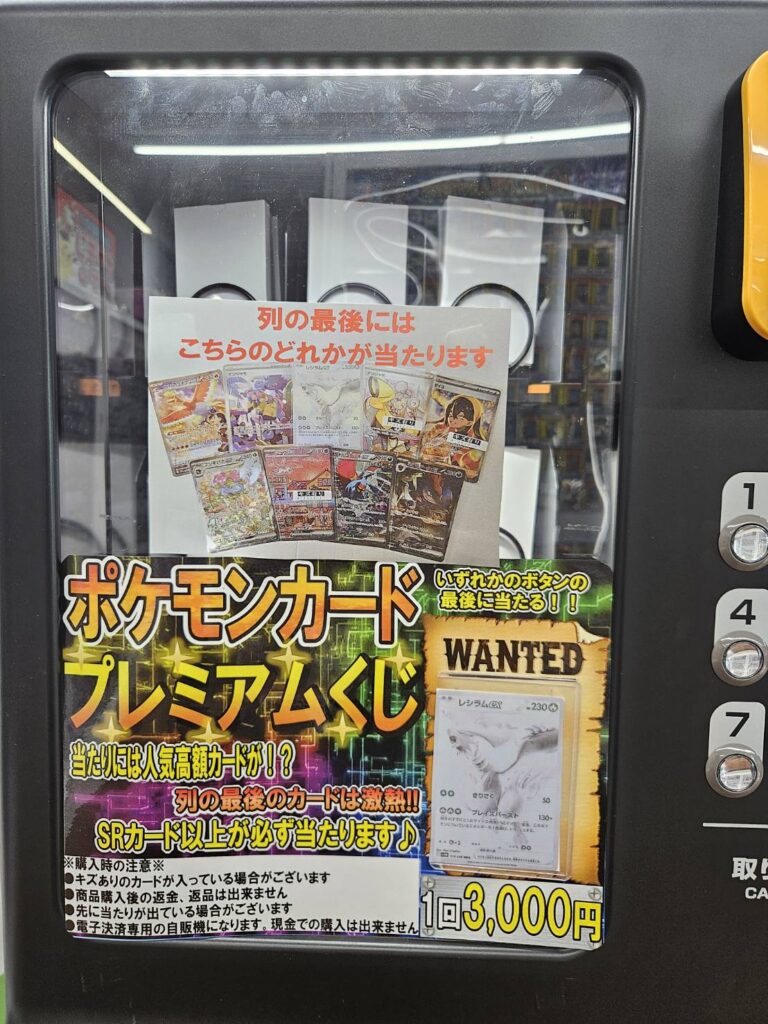 列の最後には
こちらのどれかが当たります
ポケモンカード
プレミアムくじ
当たりには人気高額カードが！？
列の最後のカードは激熱!!
SRカード以上が必ず当たります♪
※購入時の注意※
●キズありのカードが入っている場合がございます
●商品購入後の返金、返品は出来ません
●先に当たりが出ている場合がございます
●電子決済専用の自販機になります。現金での購入は出来ません
いずれかのボタンの
最後に当たる！！
WANTED
レシラムex 230
50
130+
1回3,000円
1
4
7
取
CA